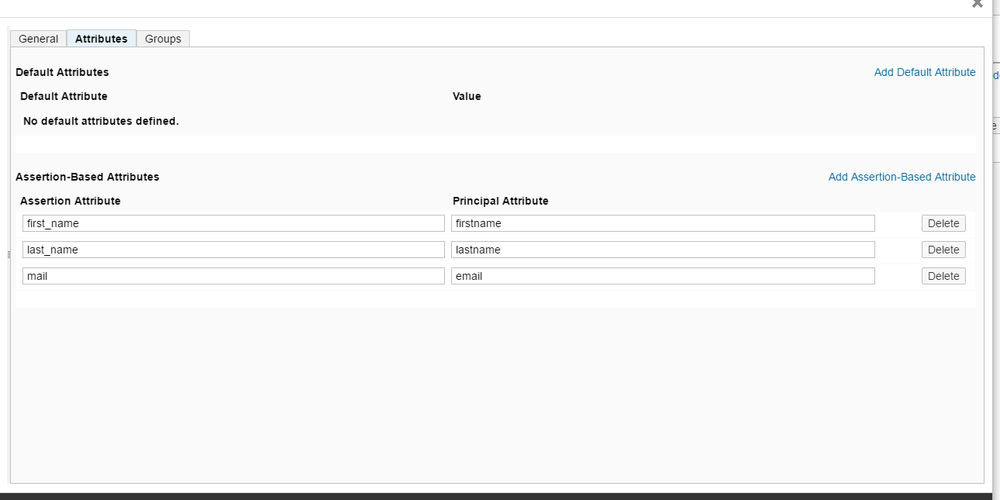 General Attributes Groups
Default Attributes Add Default Attribute
Default Attribute Value
No default attributes defined.
Assertion-Based Attributes Add Assertion-Based Attribute
Assertion Attribute Principal Attribute
first_name firstname Delete
last_name lastname Delete
mail email Delete